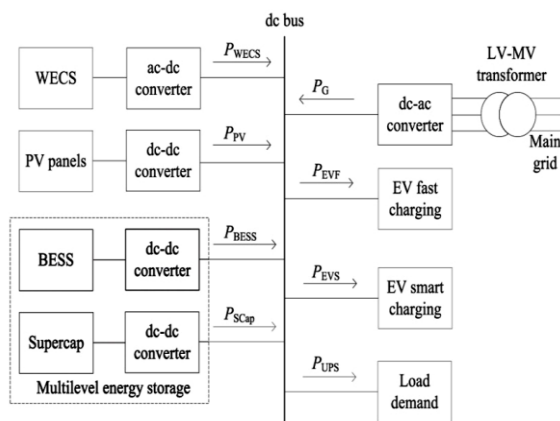 dc bus
WECS
ac-dc
converter
P_WECS
P_G
LV-MV
transformer
dc-ac
converter
Main
grid
PV panels
dc-dc
converter
P_PV
P_EVF
EV fast
charging
BESS
dc-dc
converter
P_BESS
P_EVS
EV smart
charging
Supercap
dc-dc
converter
P_SCap
Multilevel energy storage
P_UPS
Load
demand